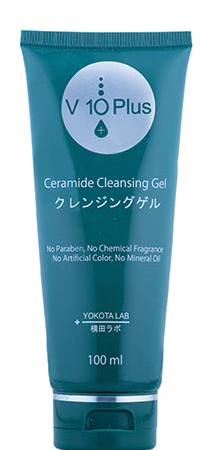 V 10 Plus
Ceramide Cleansing Gel
クレンジングゲル
No Paraben, No Chemical Fragrance
No Artificial Color, No Mineral Oil
YOKOTA LAB
横田ラボ
100 ml